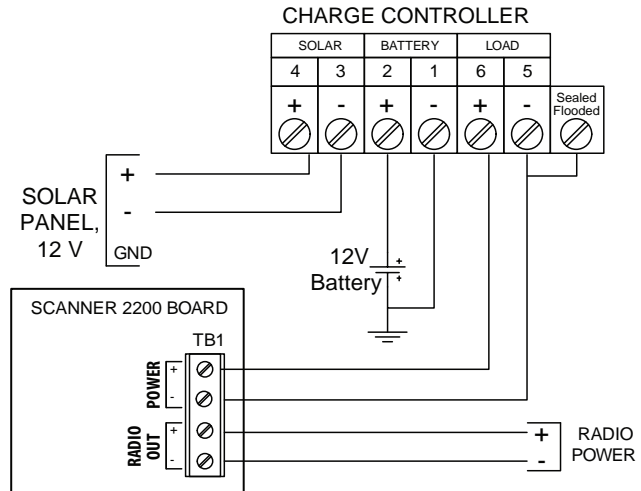 CHARGE CONTROLLER
SOLAR BATTERY LOAD
4 3 2 1 6 5
+ - + - + - Sealed
Flooded
+
SOLAR
PANEL,
12 V
-
GND
12V
Battery
+
+
SCANNER 2200 BOARD
TB1
POWER
+
-
RADIO
OUT
+
-
+
-
RADIO
POWER